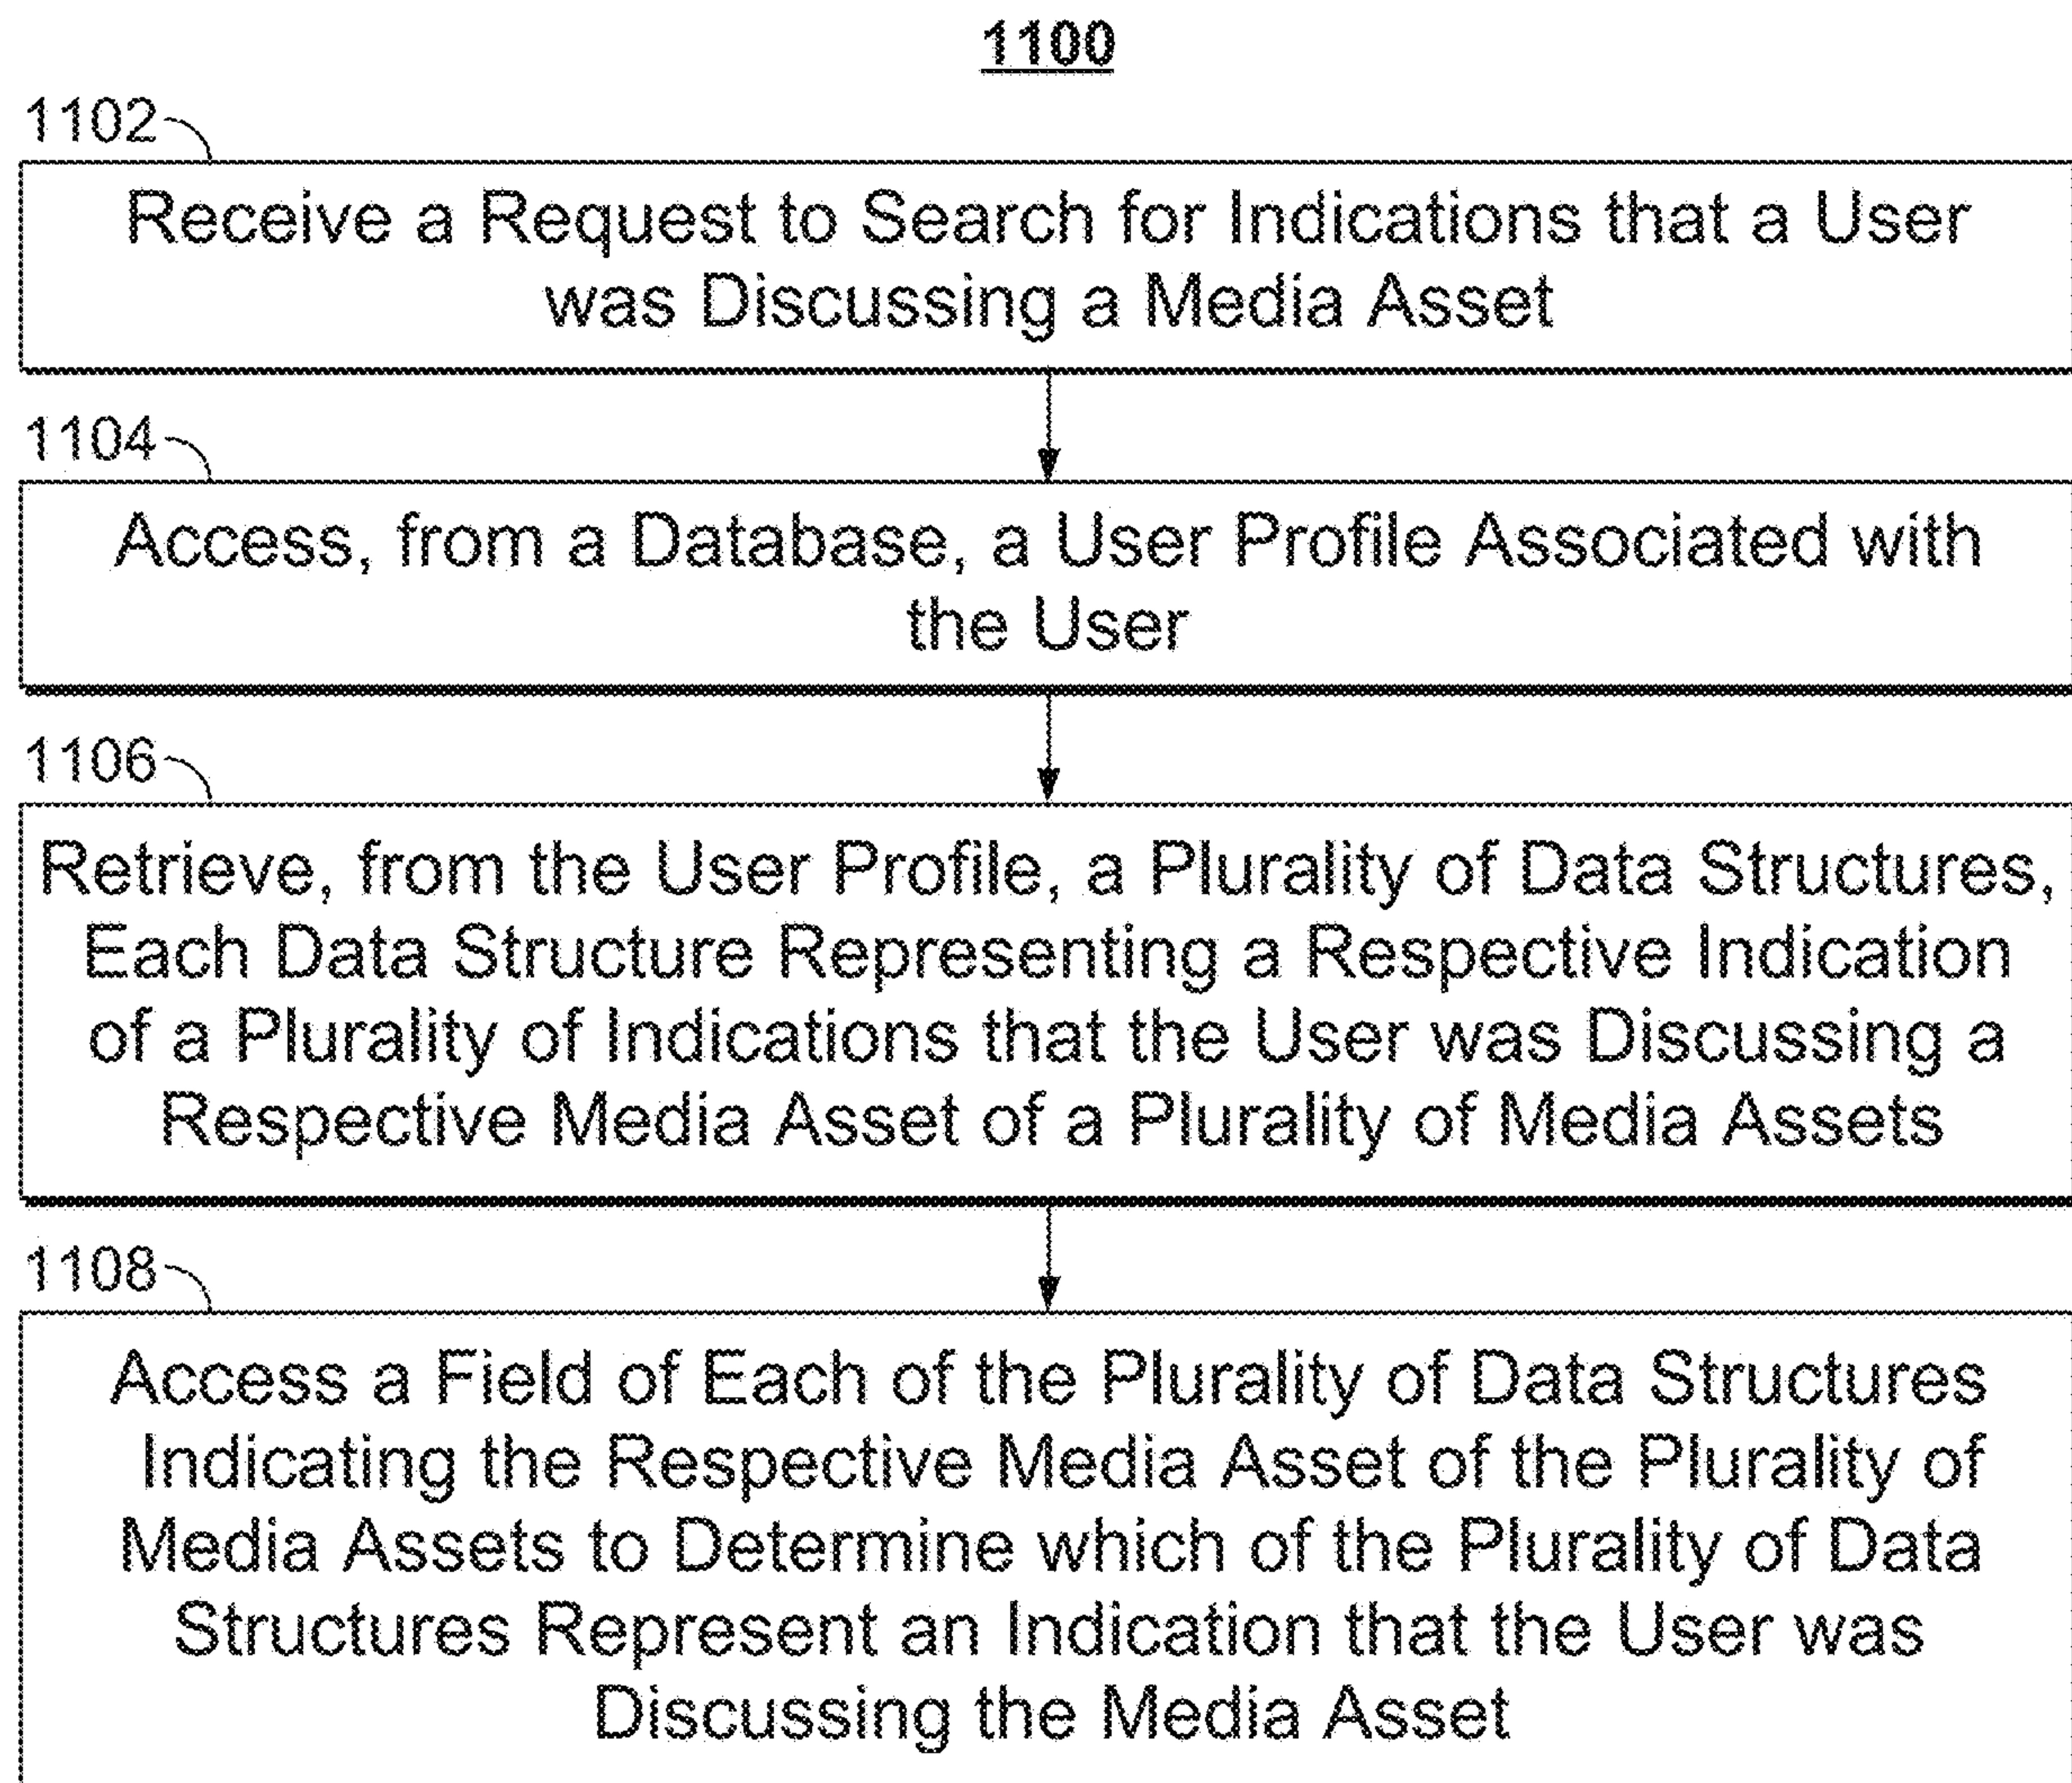 1100
1102
Receive a Request to Search for Indications that a User
was Discussing a Media Asset
1104
Access, from a Database, a User Profile Associated with
the User
1106
Retrieve, from the User Profile, a Plurality of Data Structures,
Each Data Structure Representing a Respective Indication
of a Plurality of Indications that the User was Discussing a
Respective Media Asset of a Plurality of Media Assets
1108
Access a Field of Each of the Plurality of Data Structures
Indicating the Respective Media Asset of the Plurality of
Media Assets to Determine which of the Plurality of Data
Structures Represent an Indication that the User was
Discussing the Media Asset